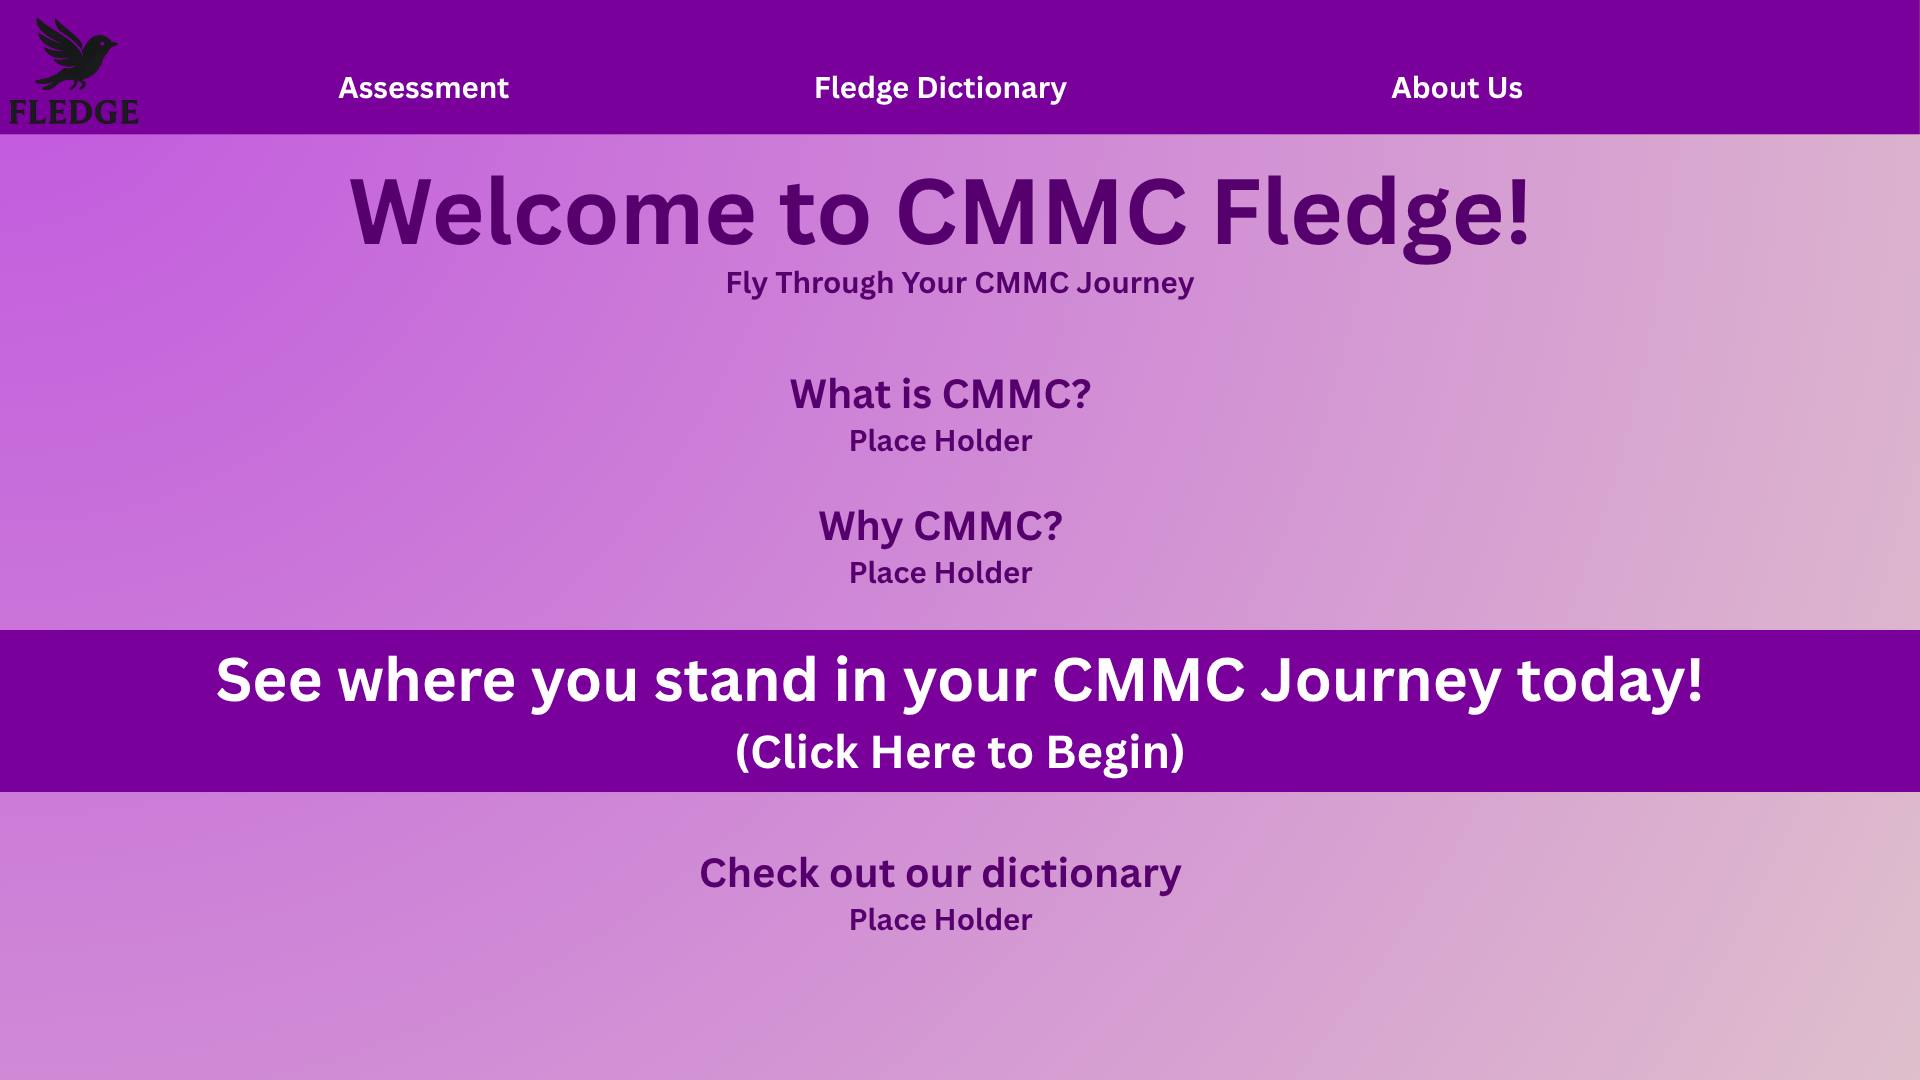 FLEDGE
Assessment
Fledge Dictionary
About Us
Welcome to CMMC Fledge!
Fly Through Your CMMC Journey
What is CMMC?
Place Holder
Why CMMC?
Place Holder
See where you stand in your CMMC Journey today!
(Click Here to Begin)
Check out our dictionary
Place Holder